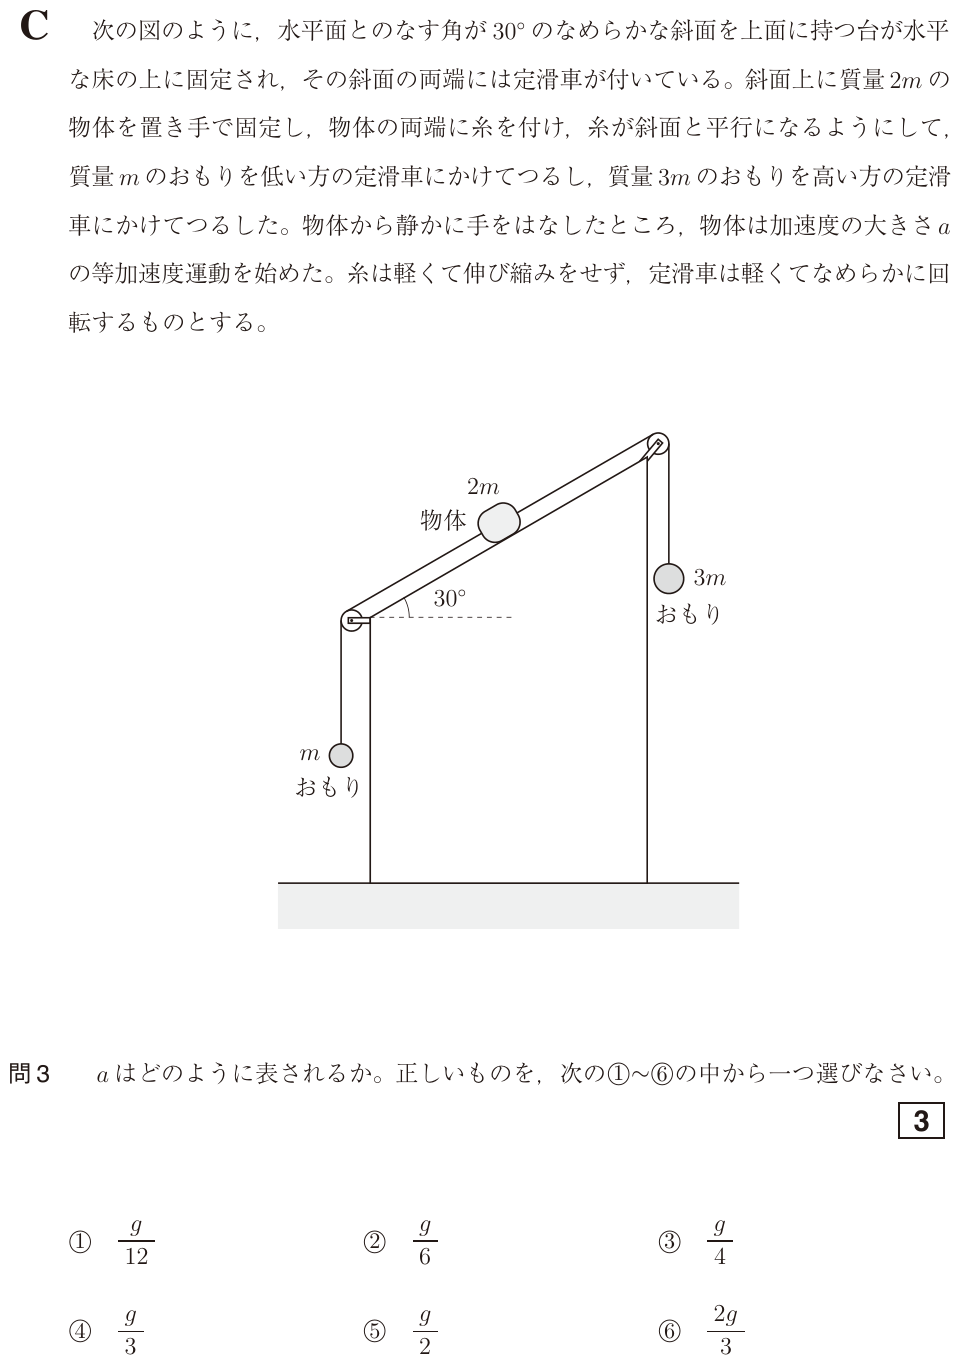 C 次の図のように，水平面とのなす角が 30° のなめらかな斜面を上面に持つ台が水平
な床の上に固定され，その斜面の両端には定滑車が付いている。斜面上に質量 2m の
物体を置き手で固定し，物体の両端に糸を付け，糸が斜面と平行になるようにして，
質量 m のおもりを低い方の定滑車にかけてつるし，質量 3m のおもりを高い方の定滑
車にかけてつるした。物体から静かに手をはなしたところ，物体は加速度の大きさ a
の等加速度運動を始めた。糸は軽くて伸び縮みをせず，定滑車は軽くてなめらかに回
転するものとする。
2m
物体
30°
3m
おもり
m
おもり
問3 a はどのように表されるか。正しいものを，次の①～⑥の中から一つ選びなさい。
3
① g/12 ② g/6 ③ g/4
④ g/3 ⑤ g/2 ⑥ 2g/3